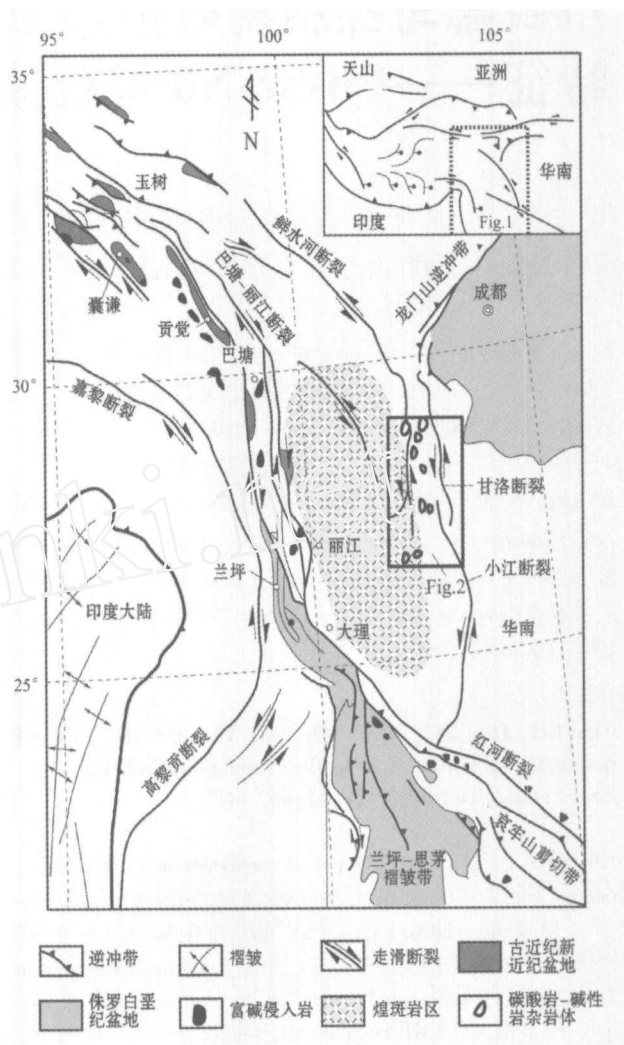 95°
100°
105°
35°
天山
亚洲
华南
印度
Fig.1
N
玉树
鲜水河断裂
巴塘-丽江断裂
龙门山逆冲带
成都
囊谦
贡觉
巴塘
30°
嘉黎断裂
甘洛断裂
丽江
小江断裂
Fig.2
兰坪
印度大陆
大理
华南
25°
高黎贡断裂
红河断裂
哀牢山剪切带
兰坪-思茅
褶皱带
逆冲带
褶皱
走滑断裂
古近纪新
近纪盆地
侏罗白垩
纪盆地
富碱侵入岩
煌斑岩区
碳酸岩-碱性
岩杂岩体